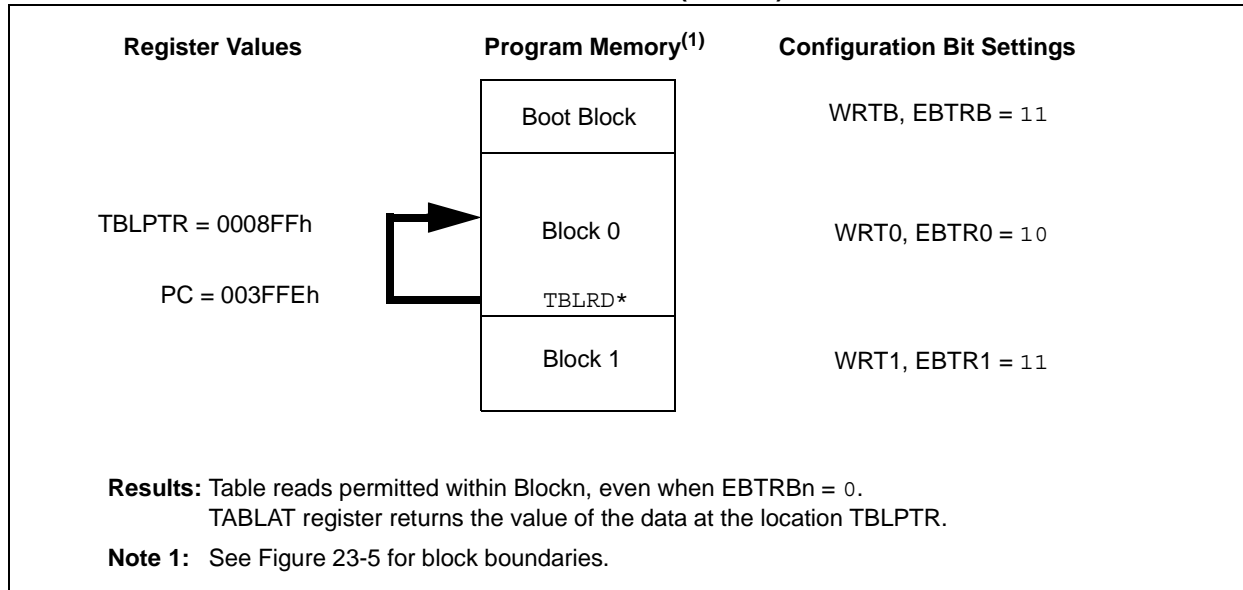 Register Values
Program Memory(1)
Configuration Bit Settings
Boot Block
WRTB, EBTRB = 11
TBLPTR = 0008FFh
Block 0
WRT0, EBTR0 = 10
PC = 003FFEh
TBLRD*
Block 1
WRT1, EBTR1 = 11
Results: Table reads permitted within Blockn, even when EBTRBn = 0.
TABLAT register returns the value of the data at the location TBLPTR.
Note 1: See Figure 23-5 for block boundaries.